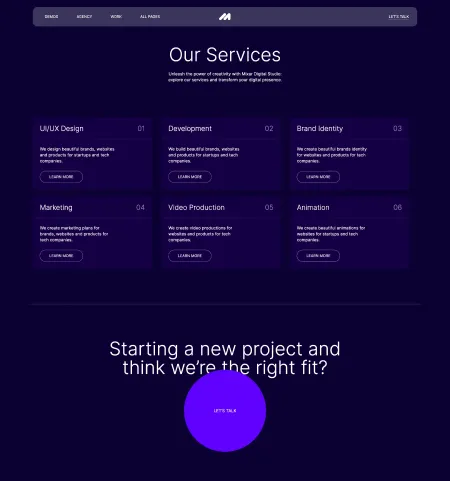 DEMOS AGENCY WORK ALL PAGES LET'S TALK
Our Services
Unleash the power of creativity with Mixar Digital Studio:
explore our services and transform your digital presence.
UI/UX Design 01
We design beautiful brands, websites
and products for startups and tech
companies.
LEARN MORE
Development 02
We build beautiful brands, websites
and products for startups and tech
companies.
LEARN MORE
Brand Identity 03
We create beautiful brands identity
for websites and products for tech
companies.
LEARN MORE
Marketing 04
We create marketing plans for
brands, websites and products for
tech companies.
LEARN MORE
Video Production 05
We create video productions for
websites and products for tech
companies.
LEARN MORE
Animation 06
We create beautiful animations for
websites for startups and tech
companies.
LEARN MORE
Starting a new project and
think we're the right fit?
LET'S TALK